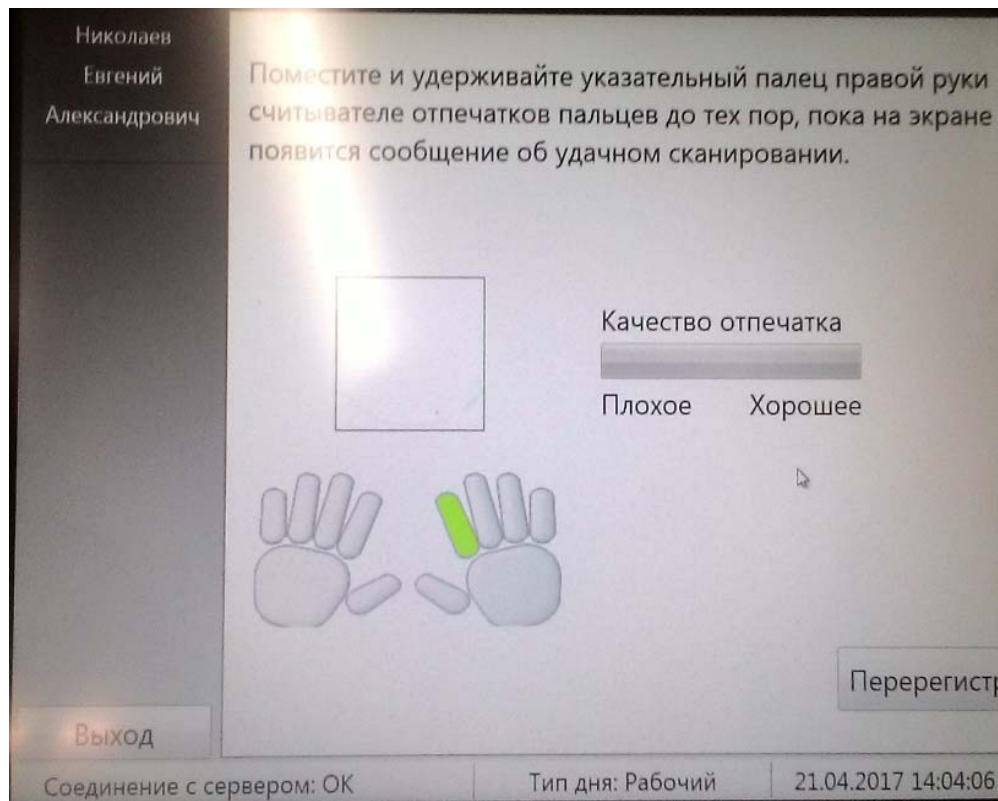 Николаев
Евгений
Александрович
Поместите и удерживайте указательный палец правой руки
считывателе отпечатков пальцев до тех пор, пока на экране
появится сообщение об удачном сканировании.
Качество отпечатка
Плохое Хорошее
Перерегистр
Выход
Соединение с сервером: OK Тип дня: Рабочий 21.04.2017 14:04:06